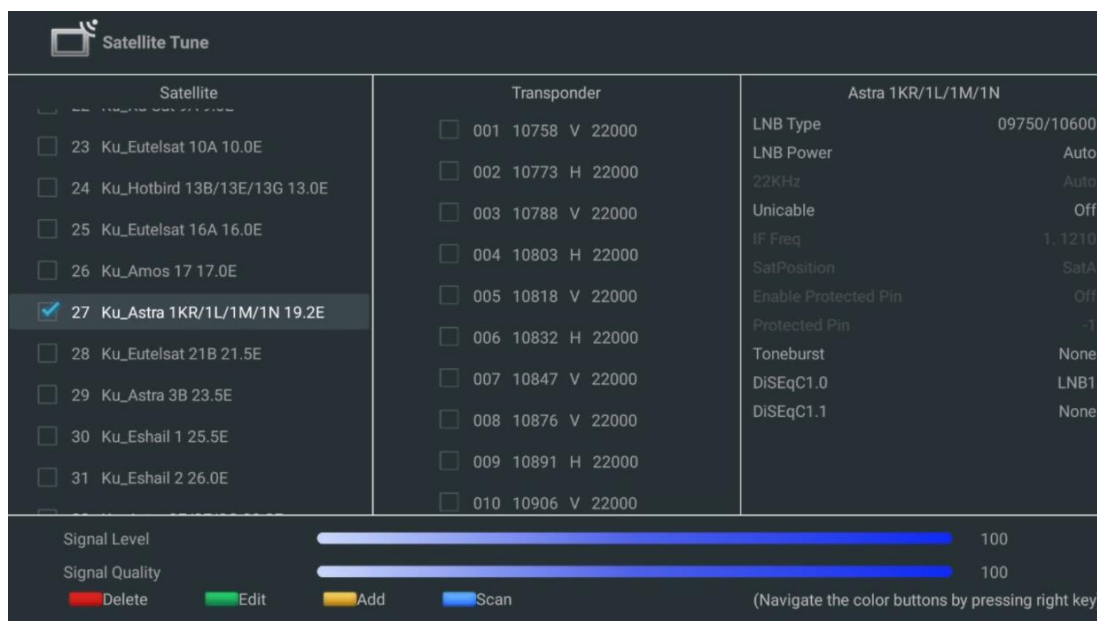 Satellite Tune
Satellite
23 Ku_Eutelsat 10A 10.0E
24 Ku_Hotbird 13B/13E/13G 13.0E
25 Ku_Eutelsat 16A 16.0E
26 Ku_Amos 17 17.0E
27 Ku_Astra 1KR/1L/1M/1N 19.2E
28 Ku_Eutelsat 21B 21.5E
29 Ku_Astra 3B 23.5E
30 Ku_Eshail 1 25.5E
31 Ku_Eshail 2 26.0E
Transponder
001 10758 V 22000
002 10773 H 22000
003 10788 V 22000
004 10803 H 22000
005 10818 V 22000
006 10832 H 22000
007 10847 V 22000
008 10876 V 22000
009 10891 H 22000
010 10906 V 22000
Astra 1KR/1L/1M/1N
LNB Type 09750/10600
LNB Power Auto
22KHz Auto
Unicable Off
IF Freq 1. 1210
SatPosition SatA
Enable Protected Pin Off
Protected Pin -1
Toneburst None
DiSEqC1.0 LNB1
DiSEqC1.1 None
Signal Level 100
Signal Quality 100
Delete Edit Add Scan (Navigate the color buttons by pressing right key